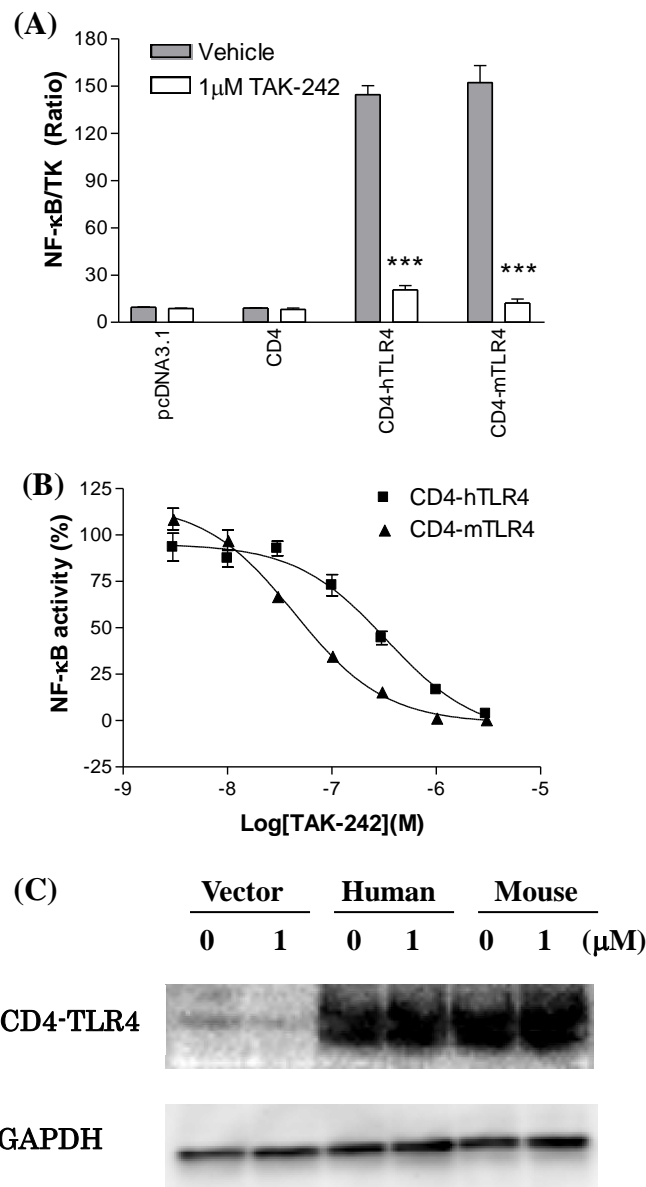 (A)
180
150
120
90
60
30
0
NF-κB/TK (Ratio)
Vehicle
1μM TAK-242
***
***
pcDNA3.1
CD4
CD4-hTLR4
CD4-mTLR4
(B)
125
100
75
50
25
0
-25
NF-κB activity (%)
CD4-hTLR4
CD4-mTLR4
-9 -8 -7 -6 -5
Log[TAK-242](M)
(C)
Vector Human Mouse
0 1 0 1 0 1 (μM)
CD4-TLR4
GAPDH